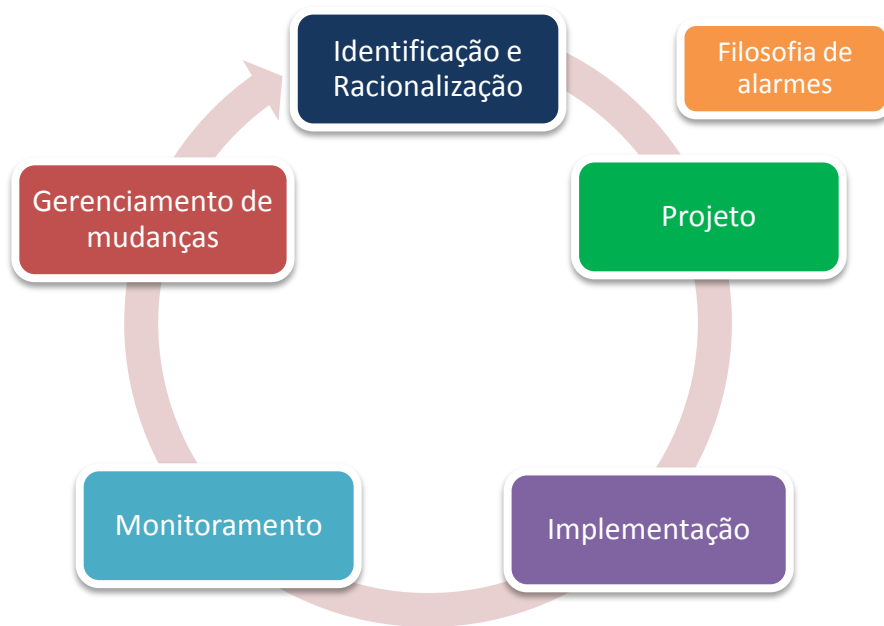 Identificação e
Racionalização
Filosofia de
alarmes
Projeto
Implementação
Monitoramento
Gerenciamento de
mudanças